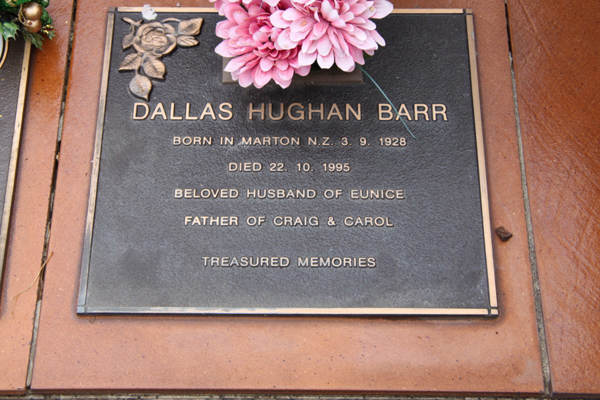 DALLAS HUGHAN BARR
BORN IN MARTON N.Z. 3. 9. 1928
DIED 22. 10. 1995
BELOVED HUSBAND OF EUNICE
FATHER OF CRAIG & CAROL
TREASURED MEMORIES